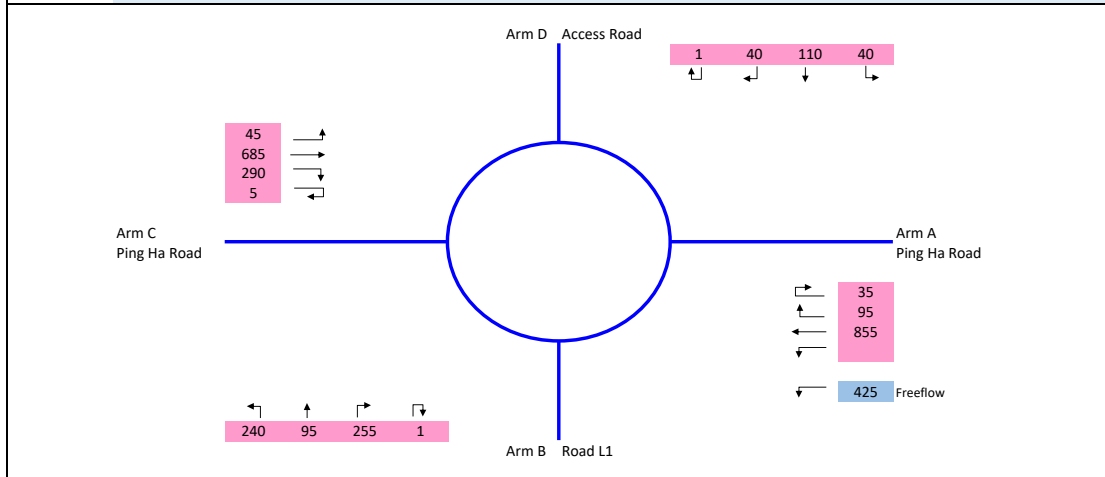 Arm D Access Road
1 40 110 40
45
685
290
5
Arm C
Ping Ha Road
Arm A
Ping Ha Road
35
95
855
425 Freeflow
240 95 255 1
Arm B Road L1